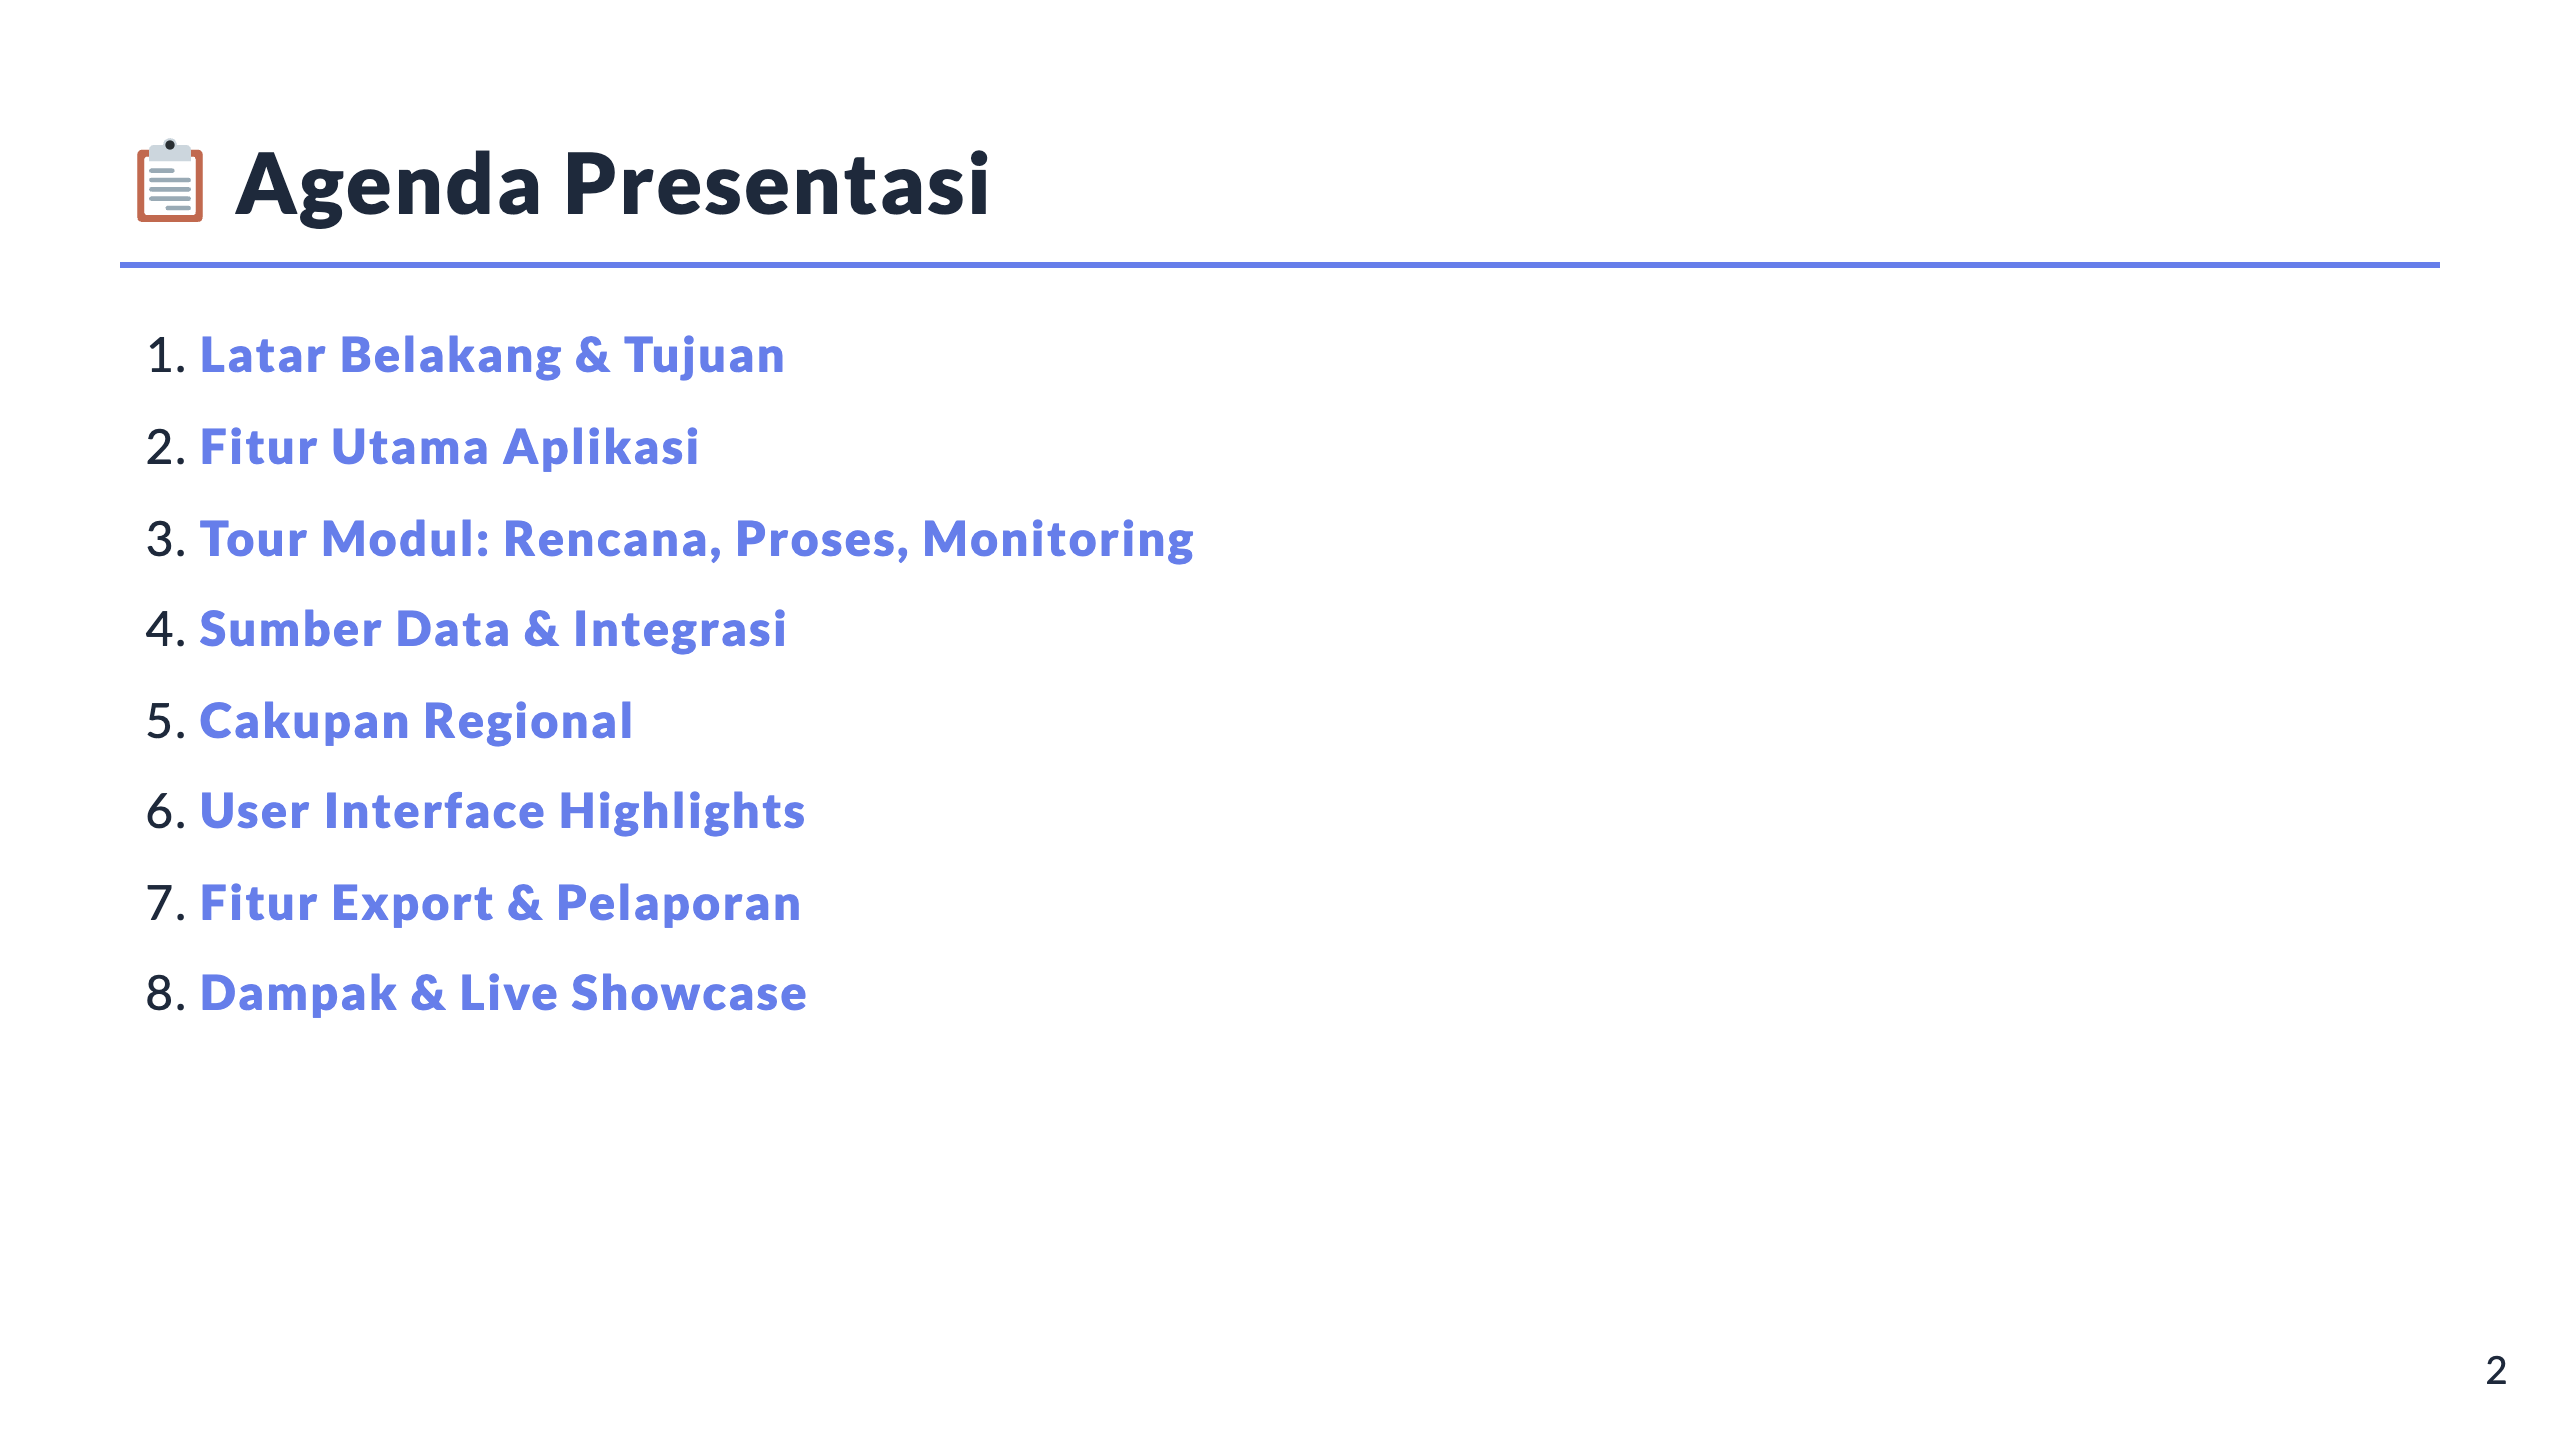 📋 Agenda Presentasi
1. Latar Belakang & Tujuan
2. Fitur Utama Aplikasi
3. Tour Modul: Rencana, Proses, Monitoring
4. Sumber Data & Integrasi
5. Cakupan Regional
6. User Interface Highlights
7. Fitur Export & Pelaporan
8. Dampak & Live Showcase
2